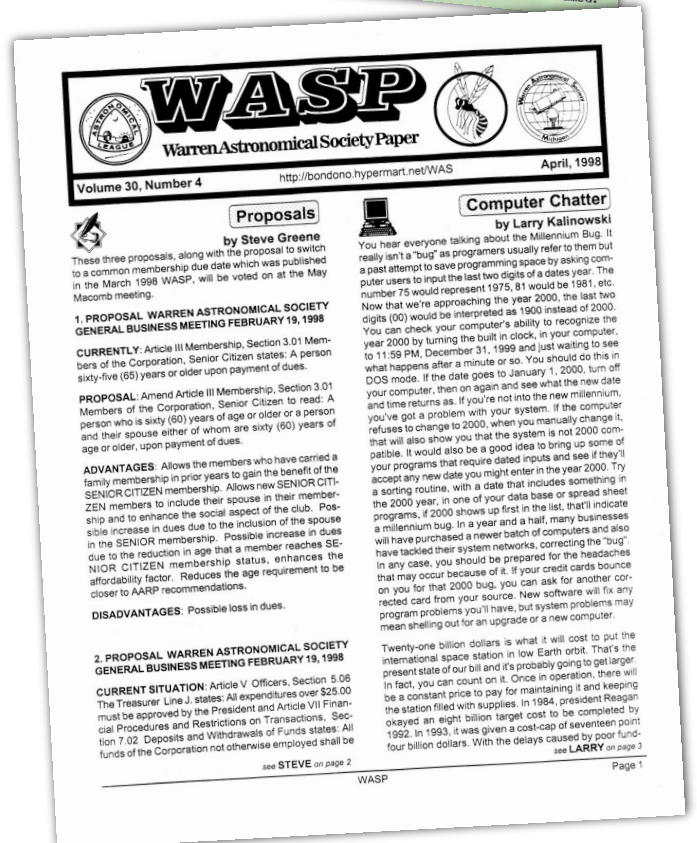 ASTRONOMICAL
LEAGUE
WASP
Warren Astronomical Society Paper
Warren Astronomical Society
Michigan
Volume 30, Number 4
http://bondono.hypermart.net/WAS
April, 1998
Proposals
by Steve Greene
These three proposals, along with the proposal to switch
to a common membership due date which was published
in the March 1998 WASP, will be voted on at the May
Macomb meeting.
1. PROPOSAL WARREN ASTRONOMICAL SOCIETY
GENERAL BUSINESS MEETING FEBRUARY 19, 1998
CURRENTLY: Article III Membership, Section 3.01 Mem-
bers of the Corporation, Senior Citizen states: A person
sixty-five (65) years or older upon payment of dues.
PROPOSAL: Amend Article III Membership, Section 3.01
Members of the Corporation, Senior Citizen to read: A
person who is sixty (60) years of age or older or a person
and their spouse either of whom are sixty (60) years of
age or older, upon payment of dues.
ADVANTAGES: Allows the members who have carried a
family membership in prior years to gain the benefit of the
SENIOR CITIZEN membership. Allows new SENIOR CITI-
ZEN members to include their spouse in their member-
ship and to enhance the social aspect of the club. Pos-
sible increase in dues due to the inclusion of the spouse
in the SENIOR membership. Possible increase in dues
due to the reduction in age that a member reaches SE-
NIOR CITIZEN membership status, enhances the
affordability factor. Reduces the age requirement to be
closer to AARP recommendations.
DISADVANTAGES: Possible loss in dues.
2. PROPOSAL WARREN ASTRONOMICAL SOCIETY
GENERAL BUSINESS MEETING FEBRUARY 19, 1998
CURRENT SITUATION: Article V Officers, Section 5.06
The Treasurer Line J. states: All expenditures over $25.00
must be approved by the President and Article VII Finan-
cial Procedures and Restrictions on Transactions, Sec-
tion 7.02 Deposits and Withdrawals of Funds states: All
funds of the Corporation not otherwise employed shall be
see STEVE on page 2
Computer Chatter
by Larry Kalinowski
You hear everyone talking about the Millennium Bug. It
really isn't a "bug" as programers usually refer to them but
a past attempt to save programming space by asking com-
puter users to input the last two digits of a dates year. The
number 75 would represent 1975, 81 would be 1981, etc.
Now that we're approaching the year 2000, the last two
digits (00) would be interpreted as 1900 instead of 2000.
You can check your computer's ability to recognize the
year 2000 by turning the built in clock, in your computer,
to 11:59 PM, December 31, 1999 and just waiting to see
what happens after a minute or so. You should do this in
DOS mode. If the date goes to January 1, 2000, turn off
your computer, then on again and see what the new date
and time returns as. If you're not into the new millennium,
you've got a problem with your system. If the computer
refuses to change to 2000, when you manually change it,
that will also show you that the system is not 2000 com-
patible. It would also be a good idea to bring up some of
your programs that require dated inputs and see if they'll
accept any new date you might enter in the year 2000. Try
a sorting routine, with a date that includes something in
the 2000 year, in one of your data base or spread sheet
programs, if 2000 shows up first in the list, that'll indicate
a millennium bug. In a year and a half, many businesses
will have purchased a newer batch of computers and also
have tackled their system networks, correcting the "bug".
In any case, you should be prepared for the headaches
that may occur because of it. If your credit cards bounce
on you for that 2000 bug, you can ask for another cor-
rected card from your source. New software will fix any
program problems you'll have, but system problems may
mean shelling out for an upgrade or a new computer.
Twenty-one billion dollars is what it will cost to put the
international space station in low Earth orbit. That's the
present state of our bill and it's probably going to get larger.
In fact, you can count on it. Once in operation, there will
be a constant price to pay for maintaining it and keeping
the station filled with supplies. In 1984, president Reagan
okayed an eight billion target cost to be completed by
1992. In 1993, it was given a cost-cap of seventeen point
four billion dollars. With the delays caused by poor fund-
see LARRY on page 3
WASP
Page 1